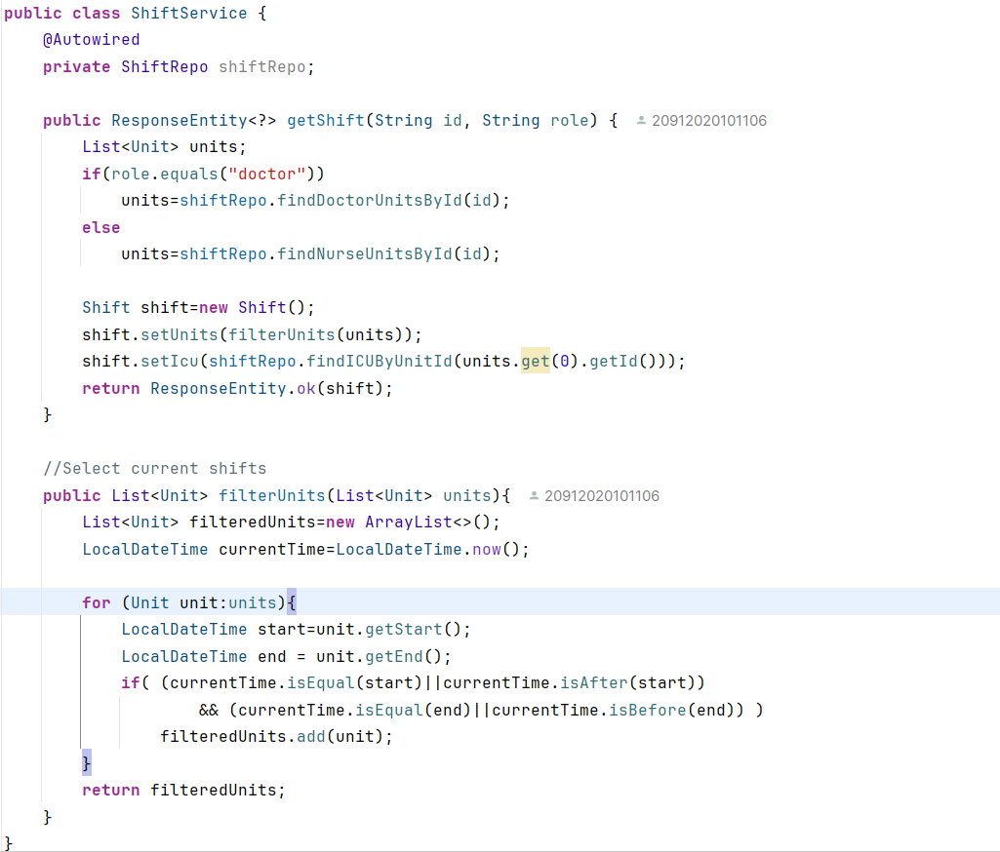 public class ShiftService {
    @Autowired
    private ShiftRepo shiftRepo;

    public ResponseEntity<?> getShift(String id, String role) {  20912020101106
        List<Unit> units;
        if(role.equals("doctor"))
            units=shiftRepo.findDoctorUnitsById(id);
        else
            units=shiftRepo.findNurseUnitsById(id);

        Shift shift=new Shift();
        shift.setUnits(filterUnits(units));
        shift.setIcu(shiftRepo.findICUByUnitId(units.get(0).getId()));
        return ResponseEntity.ok(shift);
    }

    //Select current shifts
    public List<Unit> filterUnits(List<Unit> units){  20912020101106
        List<Unit> filteredUnits=new ArrayList<>();
        LocalDateTime currentTime=LocalDateTime.now();

        for (Unit unit:units){
            LocalDateTime start=unit.getStart();
            LocalDateTime end = unit.getEnd();
            if( (currentTime.isEqual(start)||currentTime.isAfter(start))
                    && (currentTime.isEqual(end)||currentTime.isBefore(end)) )
                filteredUnits.add(unit);
        }
        return filteredUnits;
    }
}